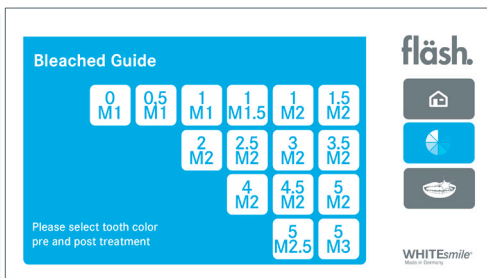 Bleached Guide
fläsh.
0 0.5 1 1 1 1.5
M1 M1 M1 M1.5 M2 M2
2 2.5 3 3.5
M2 M2 M2 M2
4 4.5 5
M2 M2 M2
5 5
M2.5 M3
Please select tooth color
pre and post treatment
WHITEsmile
Made in Germany